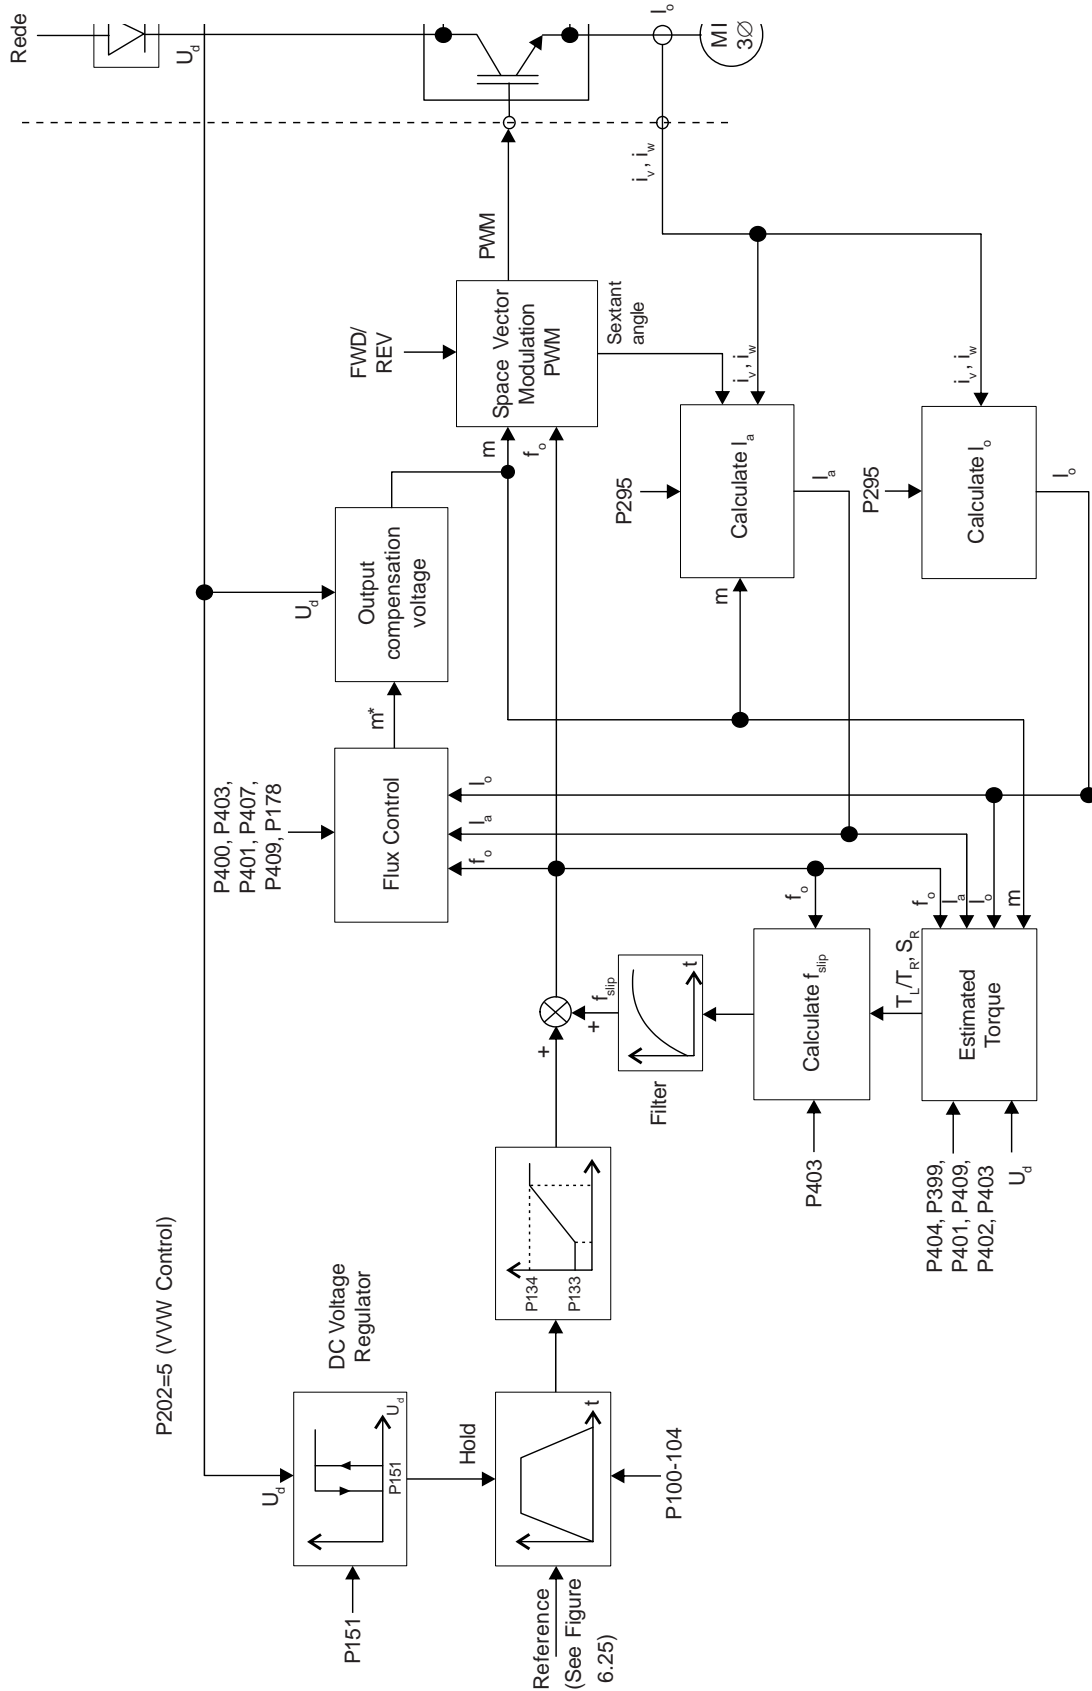 P202=5 (VVW Control)
Rede
U_d
I_o
MI
3Ø
i_v, i_w
PWM
FWD/
REV
Space Vector
Modulation
PWM
Sextant
angle
m
f_o
U_d
Output
compensation
voltage
m*
P400, P403,
P401, P407,
P409, P178
Flux Control
f_o
I_a
I_o
P295
Calculate I_a
i_v, i_w
m
I_a
P295
Calculate I_o
i_v, i_w
I_o
DC Voltage
Regulator
U_d
U_d
P151
P151
Hold
Reference
(See Figure
6.25)
t
P100-104
P134
P133
+
+
f_slip
t
Filter
Calculate f_slip
f_o
P403
T_L/T_R, S_R
Estimated
Torque
f_o
I_a
I_o
m
P404, P399,
P401, P409,
P402, P403
U_d